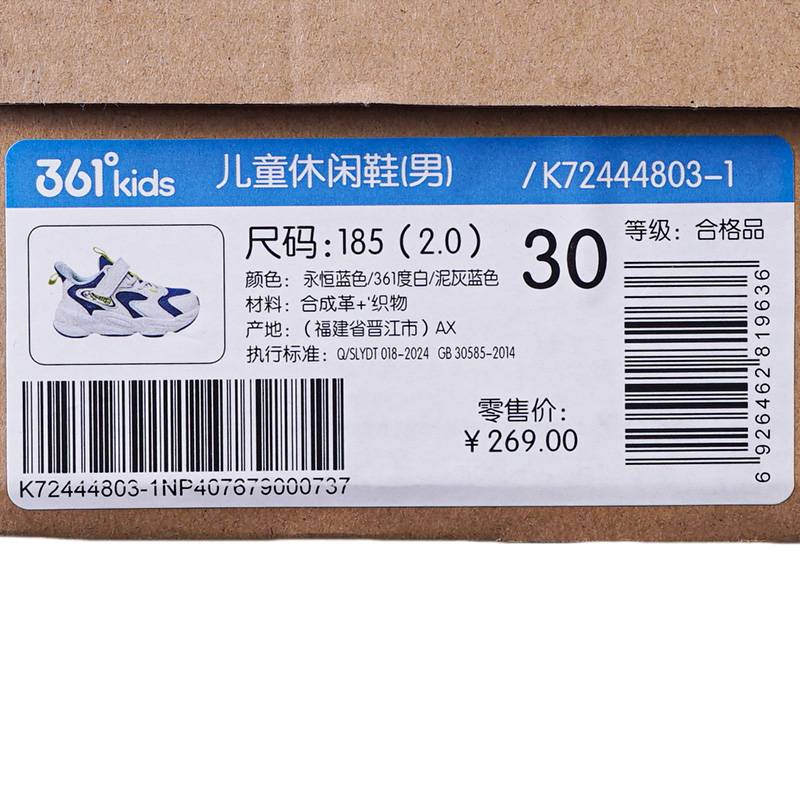 361°kids 儿童休闲鞋(男) /K72444803-1
尺码:185(2.0) 30 等级: 合格品
颜色: 永恒蓝色/361度白/泥灰蓝色
材料: 合成革+'织物
产地:(福建省晋江市)AX
执行标准: Q/SLYDT 018-2024 GB 30585-2014
零售价:
¥269.00
K72444803-1NP407679000737
6926462819636